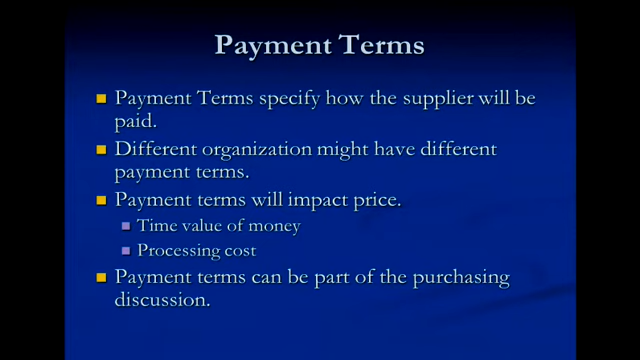 Payment Terms
Payment Terms specify how the supplier will be
paid.
Different organization might have different
payment terms.
Payment terms will impact price.
Time value of money
Processing cost
Payment terms can be part of the purchasing
discussion.